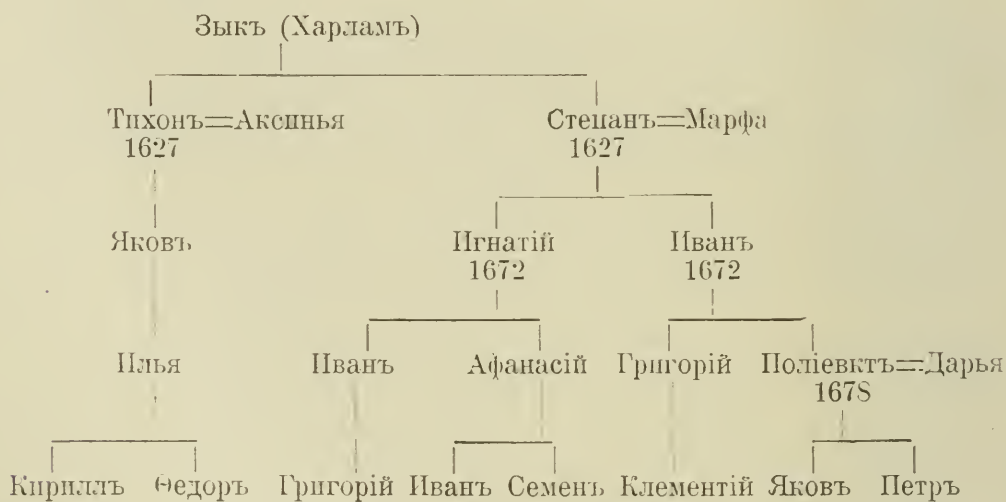 Зыкъ (Харламъ)
Тихонъ=Аксинья Степанъ=Марфа
1627 1627
Яковъ Игнатій Иванъ
1672 1672
Илья Иванъ Афанасій Григорій Поліевктъ=Дарья
1678
Кириллъ Ѳедоръ Григорій Иванъ Семенъ Клементій Яковъ Петръ